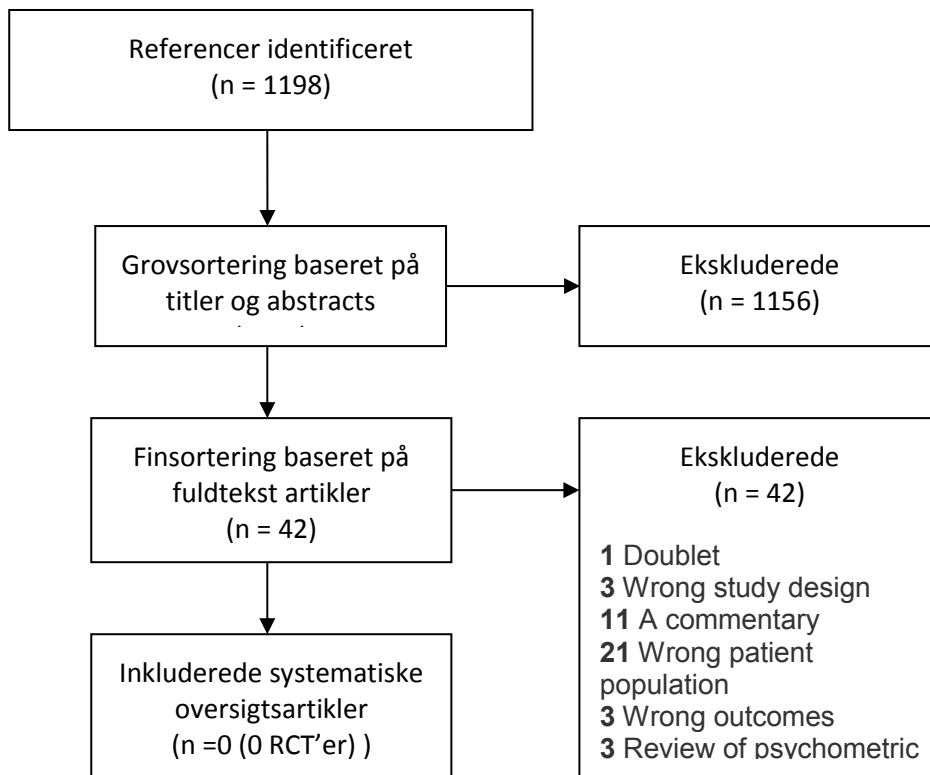 Referencer identificeret
(n = 1198)
Grovsortering baseret på
titler og abstracts
Ekskluderede
(n = 1156)
Finsortering baseret på
fuldtekst artikler
(n = 42)
Ekskluderede
(n = 42)
1 Doublet
3 Wrong study design
11 A commentary
21 Wrong patient
population
3 Wrong outcomes
3 Review of psychometric
Inkluderede systematiske
oversigtsartikler
(n =0 (0 RCT’er) )